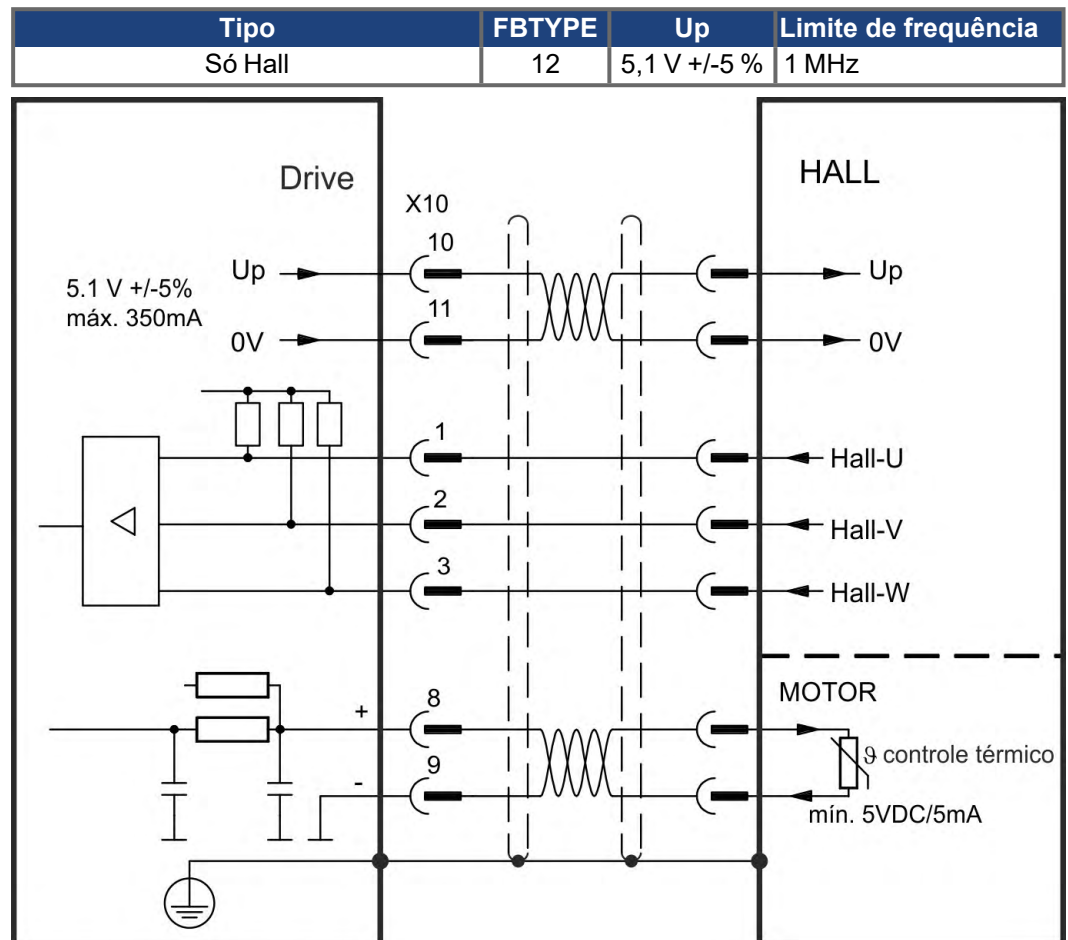 Tipo FBTYPE Up Limite de frequência
Só Hall 12 5,1 V +/-5 % 1 MHz
Drive
HALL
X10
10
Up
Up
5.1 V +/-5%
máx. 350mA
11
0V
0V
1
Hall-U
2
Hall-V
3
Hall-W
MOTOR
8
+
ϑ controle térmico
9
-
mín. 5VDC/5mA